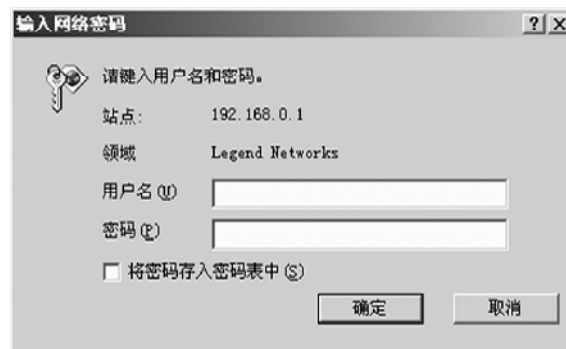 输入网络密码
请键入用户名和密码。
站点: 192.168.0.1
领域 Legend Networks
用户名(U)
密码(P)
将密码存入密码表中(S)
确定 取消